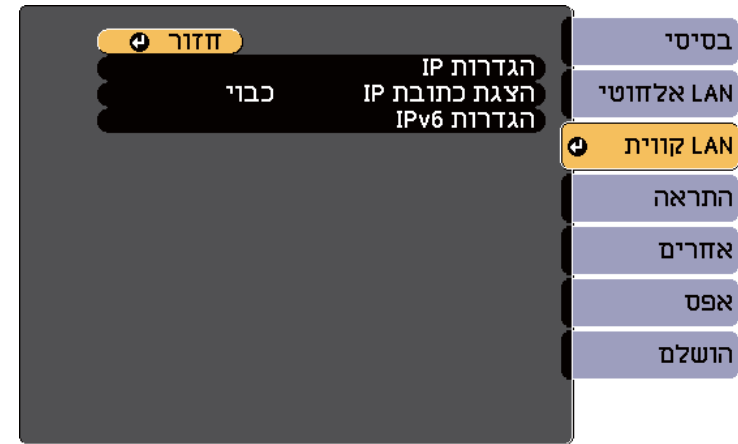 בסיסי
LAN אלחוטי
LAN קווית
התראה
אחרים
אפס
הושלם
חזור
הגדרות IP
הצגת כתובת IP כבוי
הגדרות IPv6